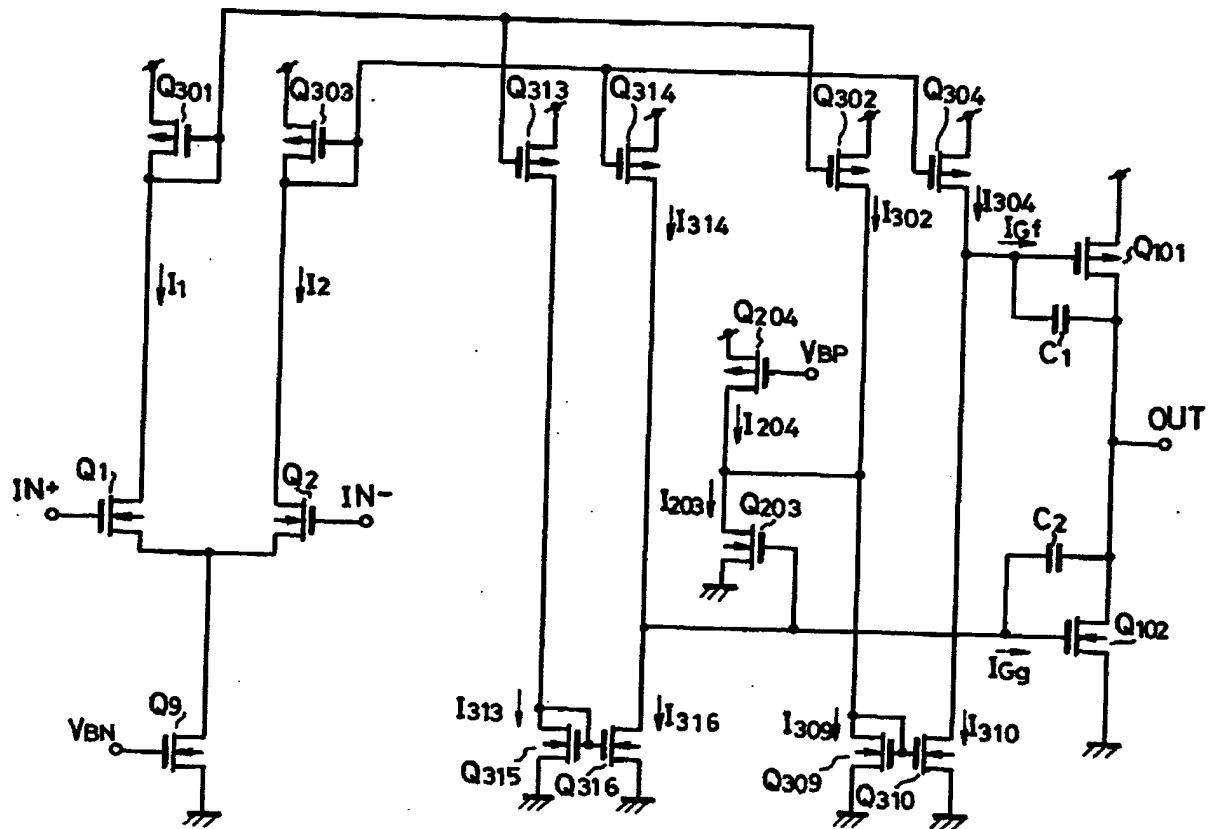 Q301
Q303
Q313
Q314
Q302
Q304
I314
I302
I304
IGf
Q101
I1
I2
Q204
VBP
C1
I204
OUT
Q1
Q2
IN+
IN-
I203
Q203
C2
Q102
IGg
Q9
VBN
I313
I316
I309
I310
Q315
Q316
Q309
Q310